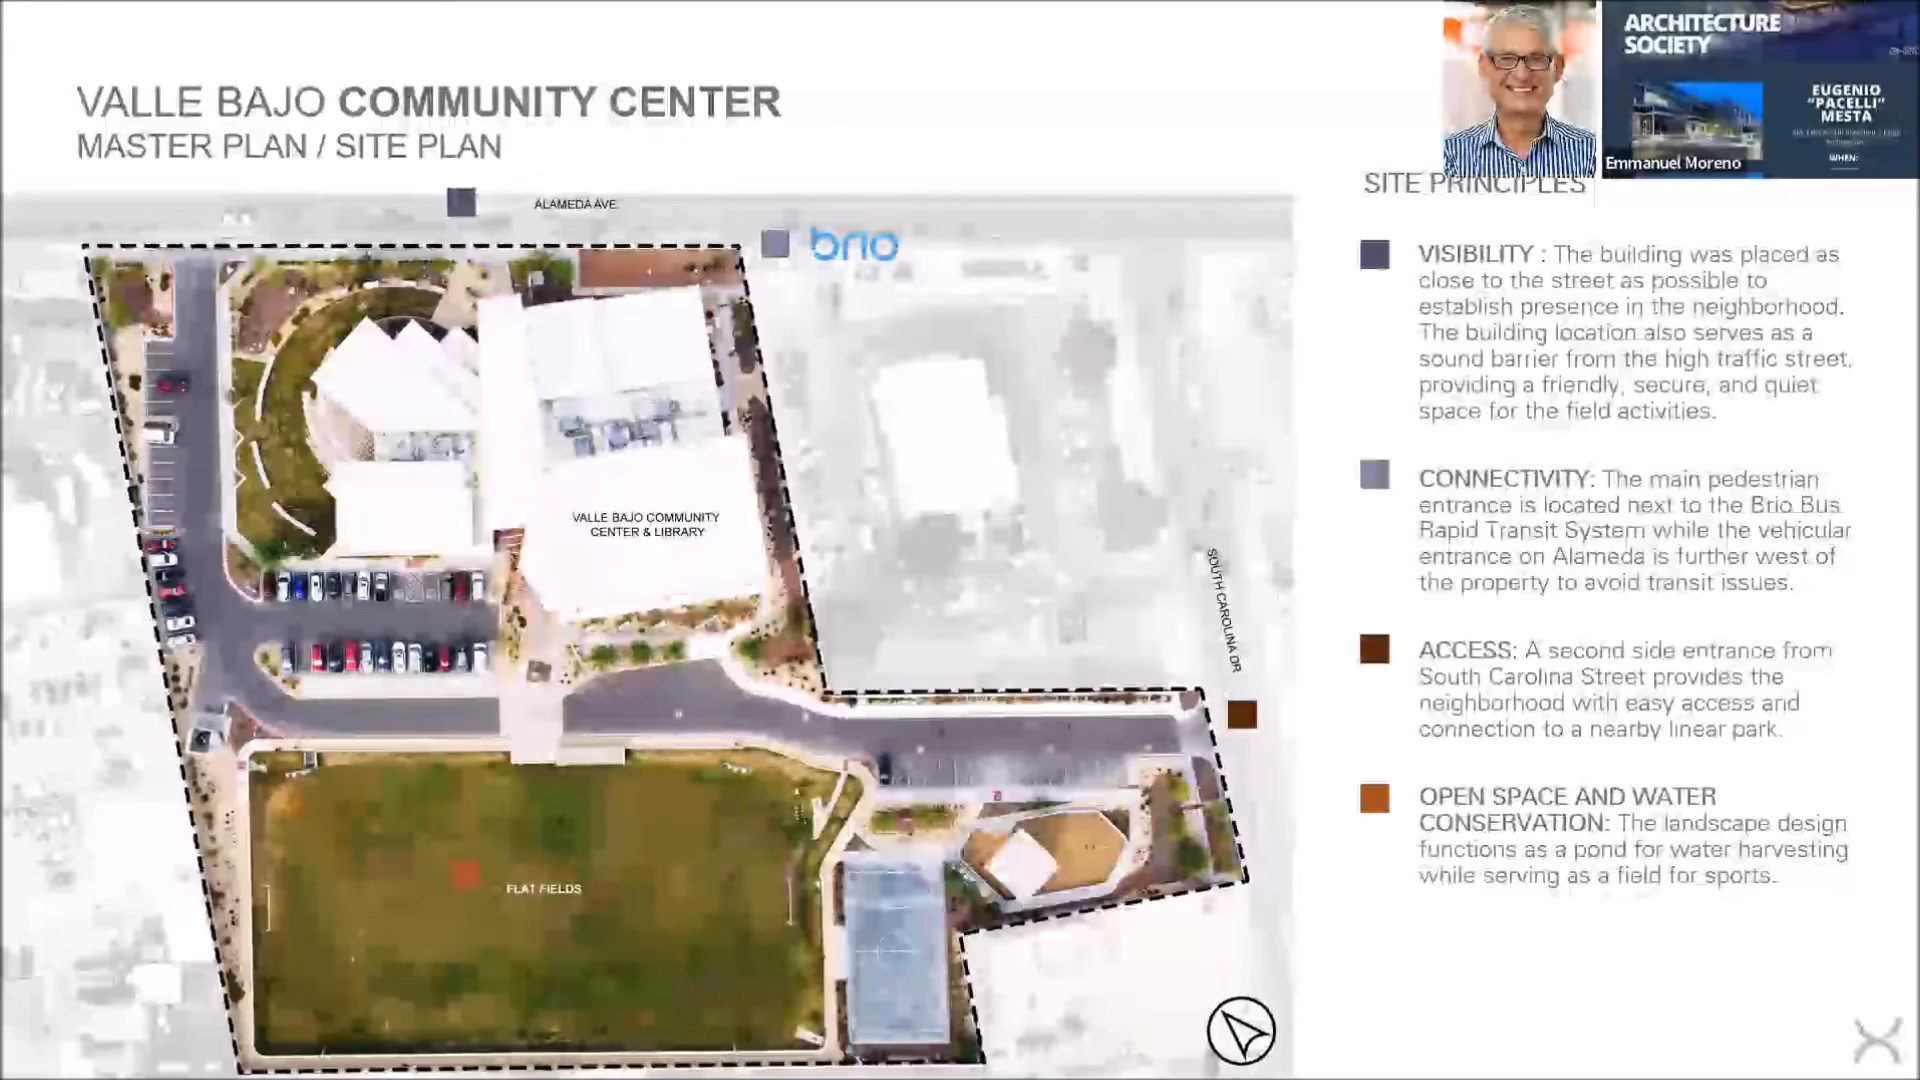 VALLE BAJO COMMUNITY CENTER
MASTER PLAN / SITE PLAN
ARCHITECTURE
SOCIETY
EUGENIO
"PACELLI"
MESTA
WHEN:
Emmanuel Moreno
ALAMEDA AVE.
brio
VALLE BAJO COMMUNITY
CENTER & LIBRARY
SOUTH CAROLINA DR
FLAT FIELDS
SITE PRINCIPLES
VISIBILITY : The building was placed as
close to the street as possible to
establish presence in the neighborhood.
The building location also serves as a
sound barrier from the high traffic street,
providing a friendly, secure, and quiet
space for the field activities.
CONNECTIVITY: The main pedestrian
entrance is located next to the Brio Bus
Rapid Transit System while the vehicular
entrance on Alameda is further west of
the property to avoid transit issues.
ACCESS: A second side entrance from
South Carolina Street provides the
neighborhood with easy access and
connection to a nearby linear park.
OPEN SPACE AND WATER
CONSERVATION: The landscape design
functions as a pond for water harvesting
while serving as a field for sports.